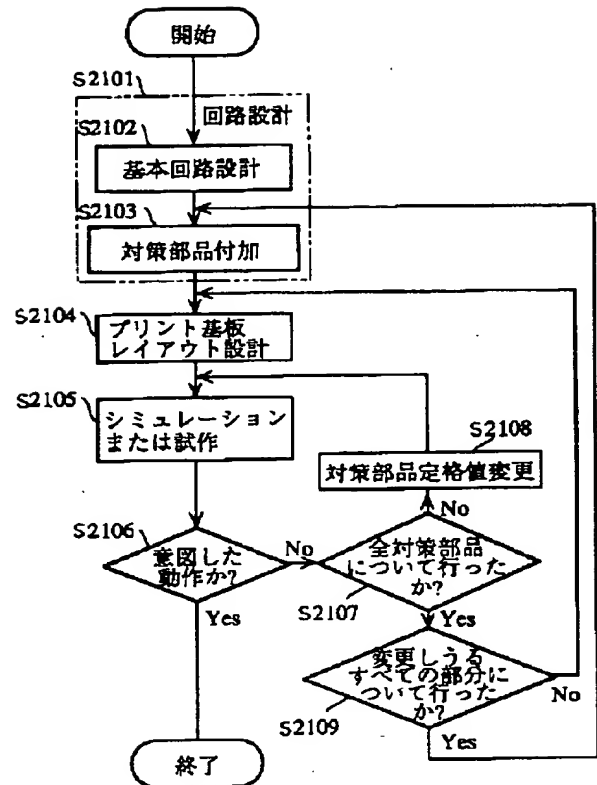 開始
S2101
回路設計
S2102
基本回路設計
S2103
対策部品付加
S2104
プリント基板
レイアウト設計
S2105
シミュレーション
または試作
S2108
対策部品定格値変更
S2106
意図した
動作か?
No
Yes
No
全対策部品
について行った
か?
S2107
Yes
変更しうる
すべての部分に
ついて行った
か?
No
S2109
Yes
終了